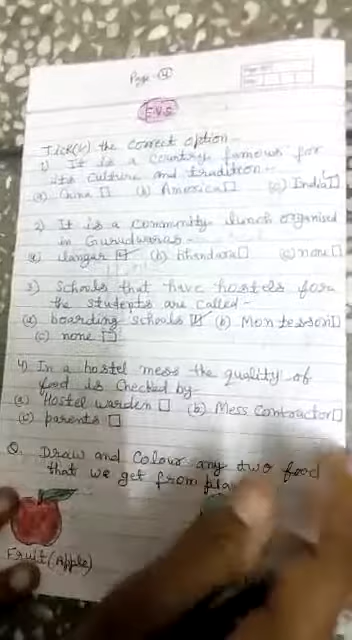 Page-4
E.V.S
Tick(✓) the correct option-
1) It is a country famous for
its culture and tradition-
(a) China ☐ (b) America ☐ (c) India ☑
2) It is a community lunch organised
in Gurudwaras-
(a) langar ☑ (b) bhandara ☐ (c) none ☐
3) Schools that have hostels for
the students are called-
(a) boarding schools ☑ (b) Montessori ☐
(c) none ☐
4) In a hostel mess the quality of
food is checked by-
(a) Hostel warden ☐ (b) Mess contractor ☐
(c) parents ☐
Q. Draw and colour any two food
that we get from
Fruit (Apple)